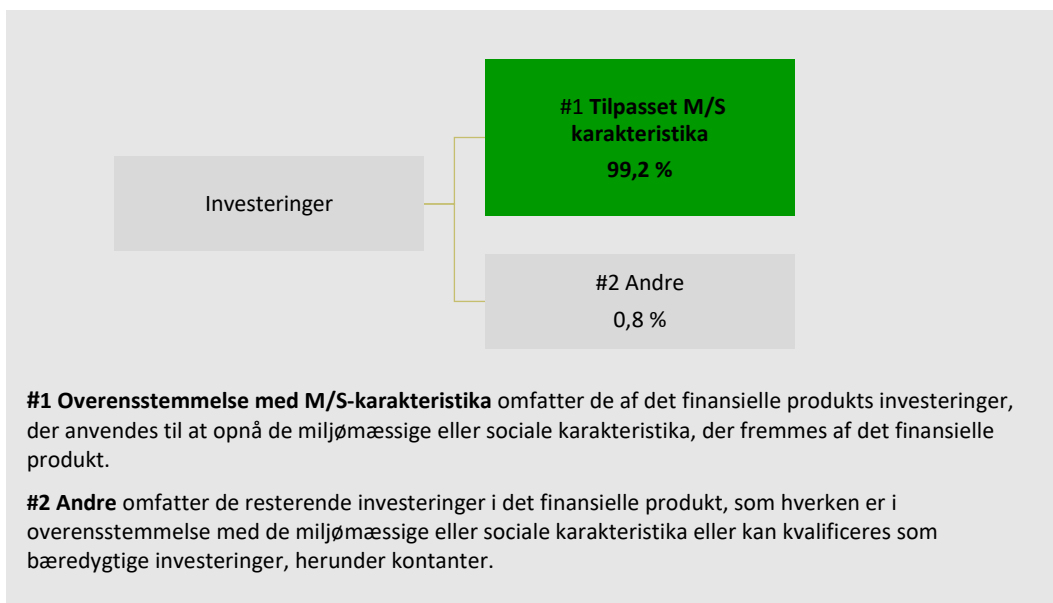 #1 Tilpasset M/S
karakteristika
99,2 %
Investeringer
#2 Andre
0,8 %
#1 Overensstemmelse med M/S-karakteristika omfatter de af det finansielle produkts investeringer,
der anvendes til at opnå de miljømæssige eller sociale karakteristika, der fremmes af det finansielle
produkt.
#2 Andre omfatter de resterende investeringer i det finansielle produkt, som hverken er i
overensstemmelse med de miljømæssige eller sociale karakteristika eller kan kvalificeres som
bæredygtige investeringer, herunder kontanter.